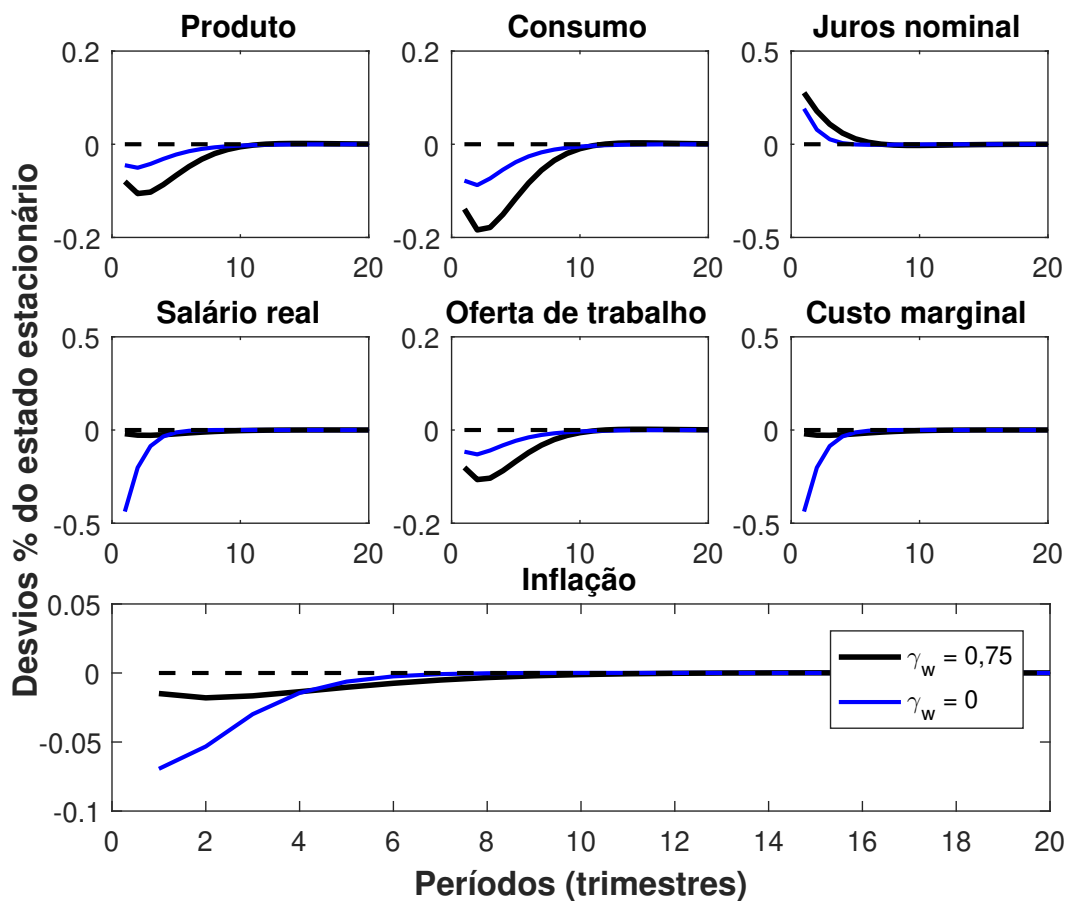 Produto
Consumo
Juros nominal
0.2
0
-0.2
0 10 20
0.2
0
-0.2
0 10 20
0.5
0
-0.5
0 10 20
Salário real
Oferta de trabalho
Custo marginal
0.5
0
-0.5
0 10 20
0.2
0
-0.2
0 10 20
0.5
0
-0.5
0 10 20
Inflação
0.05
0
-0.05
-0.1
0 2 4 6 8 10 12 14 16 18 20
γw = 0,75
γw = 0
Períodos (trimestres)
Desvios % do estado estacionário